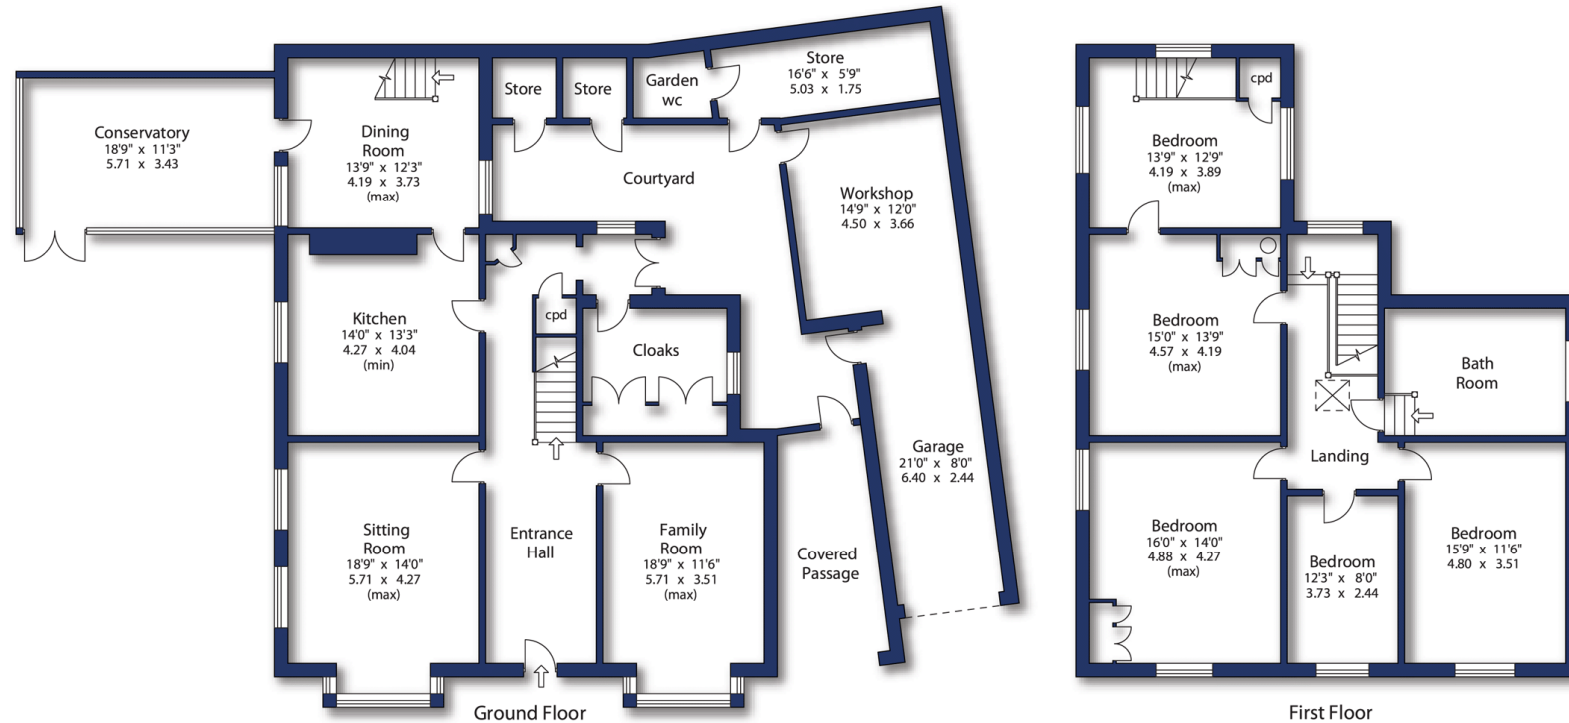 Conservatory
18'9" x 11'3"
5.71 x 3.43
Dining
Room
13'9" x 12'3"
4.19 x 3.73
(max)
Store
Store
Garden
wc
Store
16'6" x 5'9"
5.03 x 1.75
Courtyard
Workshop
14'9" x 12'0"
4.50 x 3.66
Kitchen
14'0" x 13'3"
4.27 x 4.04
(min)
cpd
Cloaks
Garage
21'0" x 8'0"
6.40 x 2.44
Sitting
Room
18'9" x 14'0"
5.71 x 4.27
(max)
Entrance
Hall
Family
Room
18'9" x 11'6"
5.71 x 3.51
(max)
Covered
Passage
Ground Floor
cpd
Bedroom
13'9" x 12'9"
4.19 x 3.89
(max)
Bedroom
15'0" x 13'9"
4.57 x 4.19
(max)
Bath
Room
Landing
Bedroom
16'0" x 14'0"
4.88 x 4.27
(max)
Bedroom
12'3" x 8'0"
3.73 x 2.44
Bedroom
15'9" x 11'6"
4.80 x 3.51
First Floor